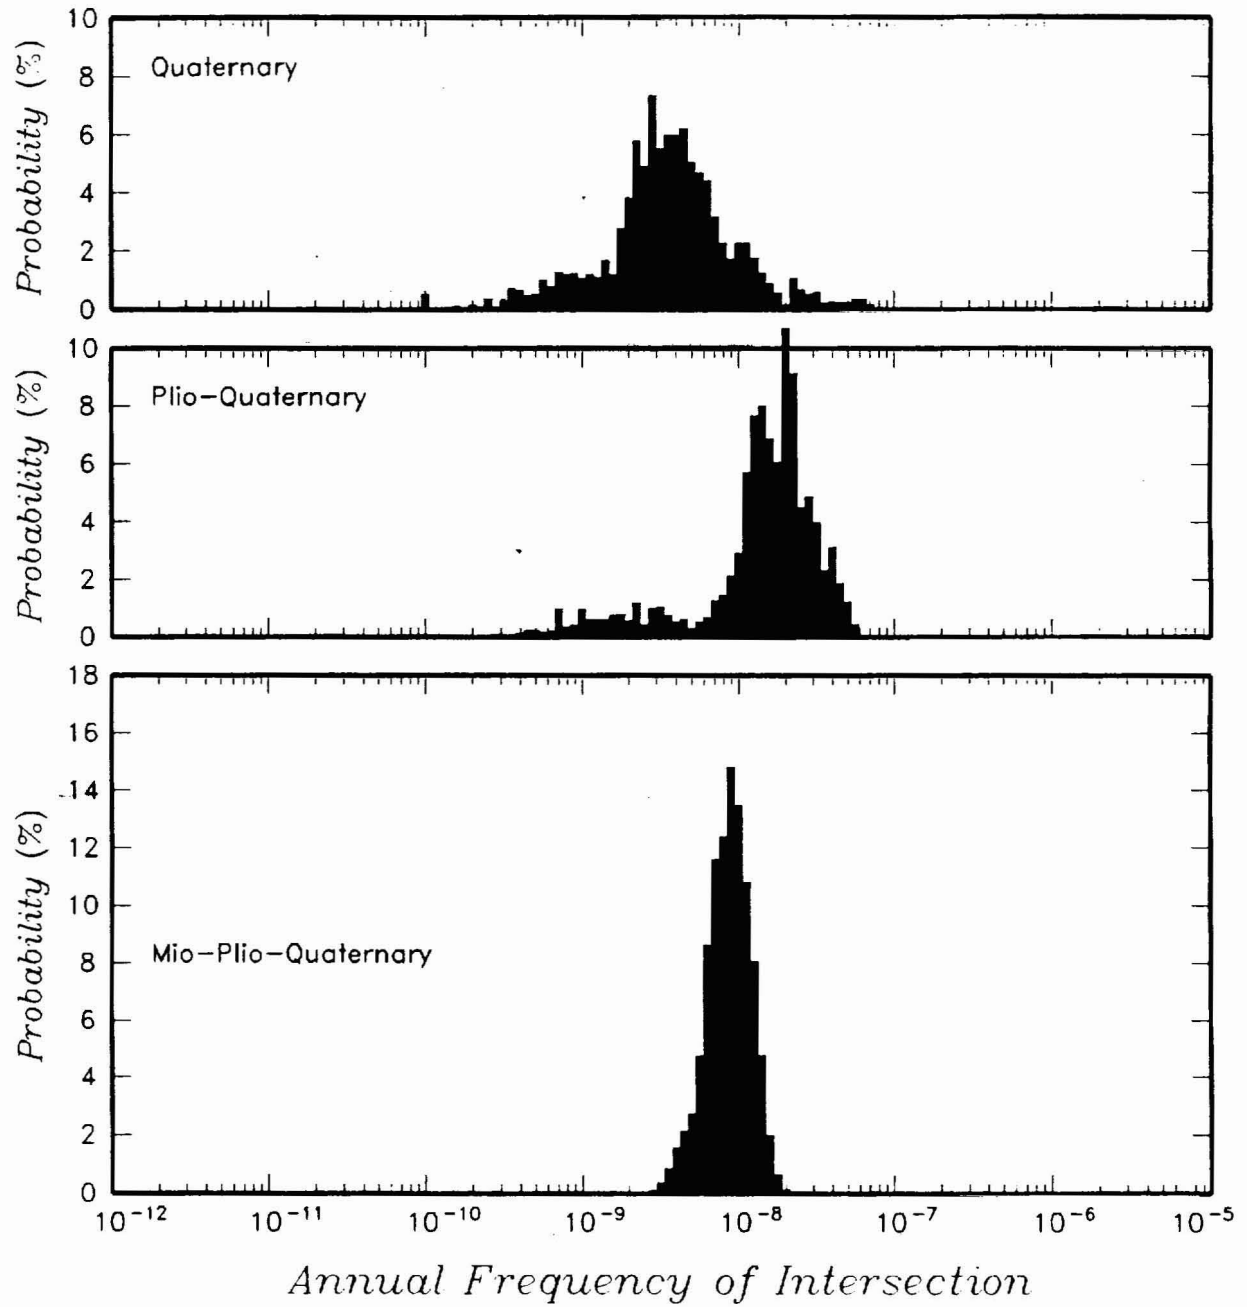 10
8
6
4
2
0
Probability (%)
Quaternary
10
8
6
4
2
0
Probability (%)
Plio-Quaternary
18
16
14
12
10
8
6
4
2
0
Probability (%)
Mio-Plio-Quaternary
10⁻¹² 10⁻¹¹ 10⁻¹⁰ 10⁻⁹ 10⁻⁸ 10⁻⁷ 10⁻⁶ 10⁻⁵
Annual Frequency of Intersection